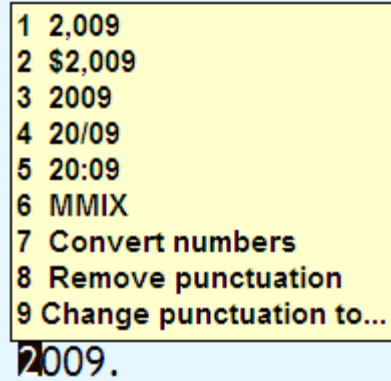 1 2,009
2 $2,009
3 2009
4 20/09
5 20:09
6 MMIX
7 Convert numbers
8 Remove punctuation
9 Change punctuation to...
2009.